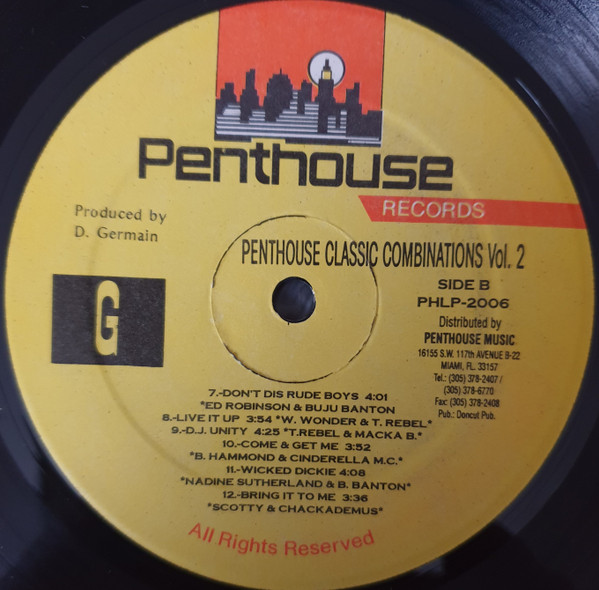 Penthouse
RECORDS
Produced by
D. Germain
PENTHOUSE CLASSIC COMBINATIONS Vol. 2
G
SIDE B
PHLP-2006
Distributed by
PENTHOUSE MUSIC
16155 S.W. 117th AVENUE B-22
MIAMI, FL. 33157
Tel.: (305) 378-2407 /
(305) 378-6770
Fax: (305) 378-2408
Pub.: Doncut Pub.
7.-DON'T DIS RUDE BOYS 4:01
*ED ROBINSON & BUJU BANTON
8.-LIVE IT UP 3:54 *W. WONDER & T. REBEL*
9.-D.J. UNITY 4:25 *T.REBEL & MACKA B.*
10.-COME & GET ME 3:52
*B. HAMMOND & CINDERELLA M.C.*
11.-WICKED DICKIE 4:08
*NADINE SUTHERLAND & B. BANTON*
12.-BRING IT TO ME 3:36
*SCOTTY & CHACKADEMUS*
All Rights Reserved